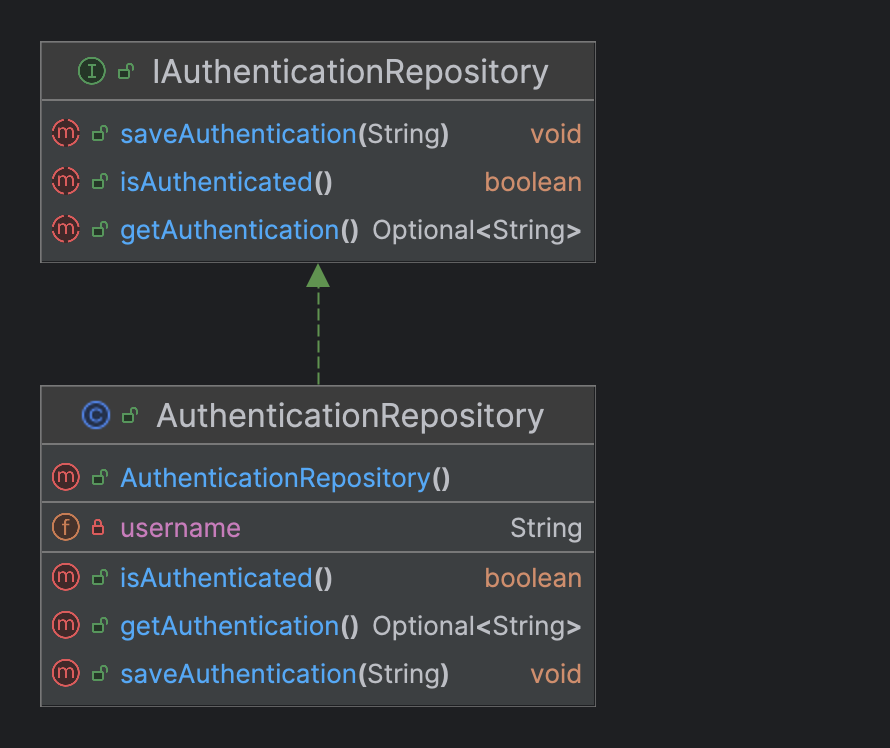 I IAuthenticationRepository
m saveAuthentication(String) void
m isAuthenticated() boolean
m getAuthentication() Optional<String>
C AuthenticationRepository
m AuthenticationRepository()
f username String
m isAuthenticated() boolean
m getAuthentication() Optional<String>
m saveAuthentication(String) void